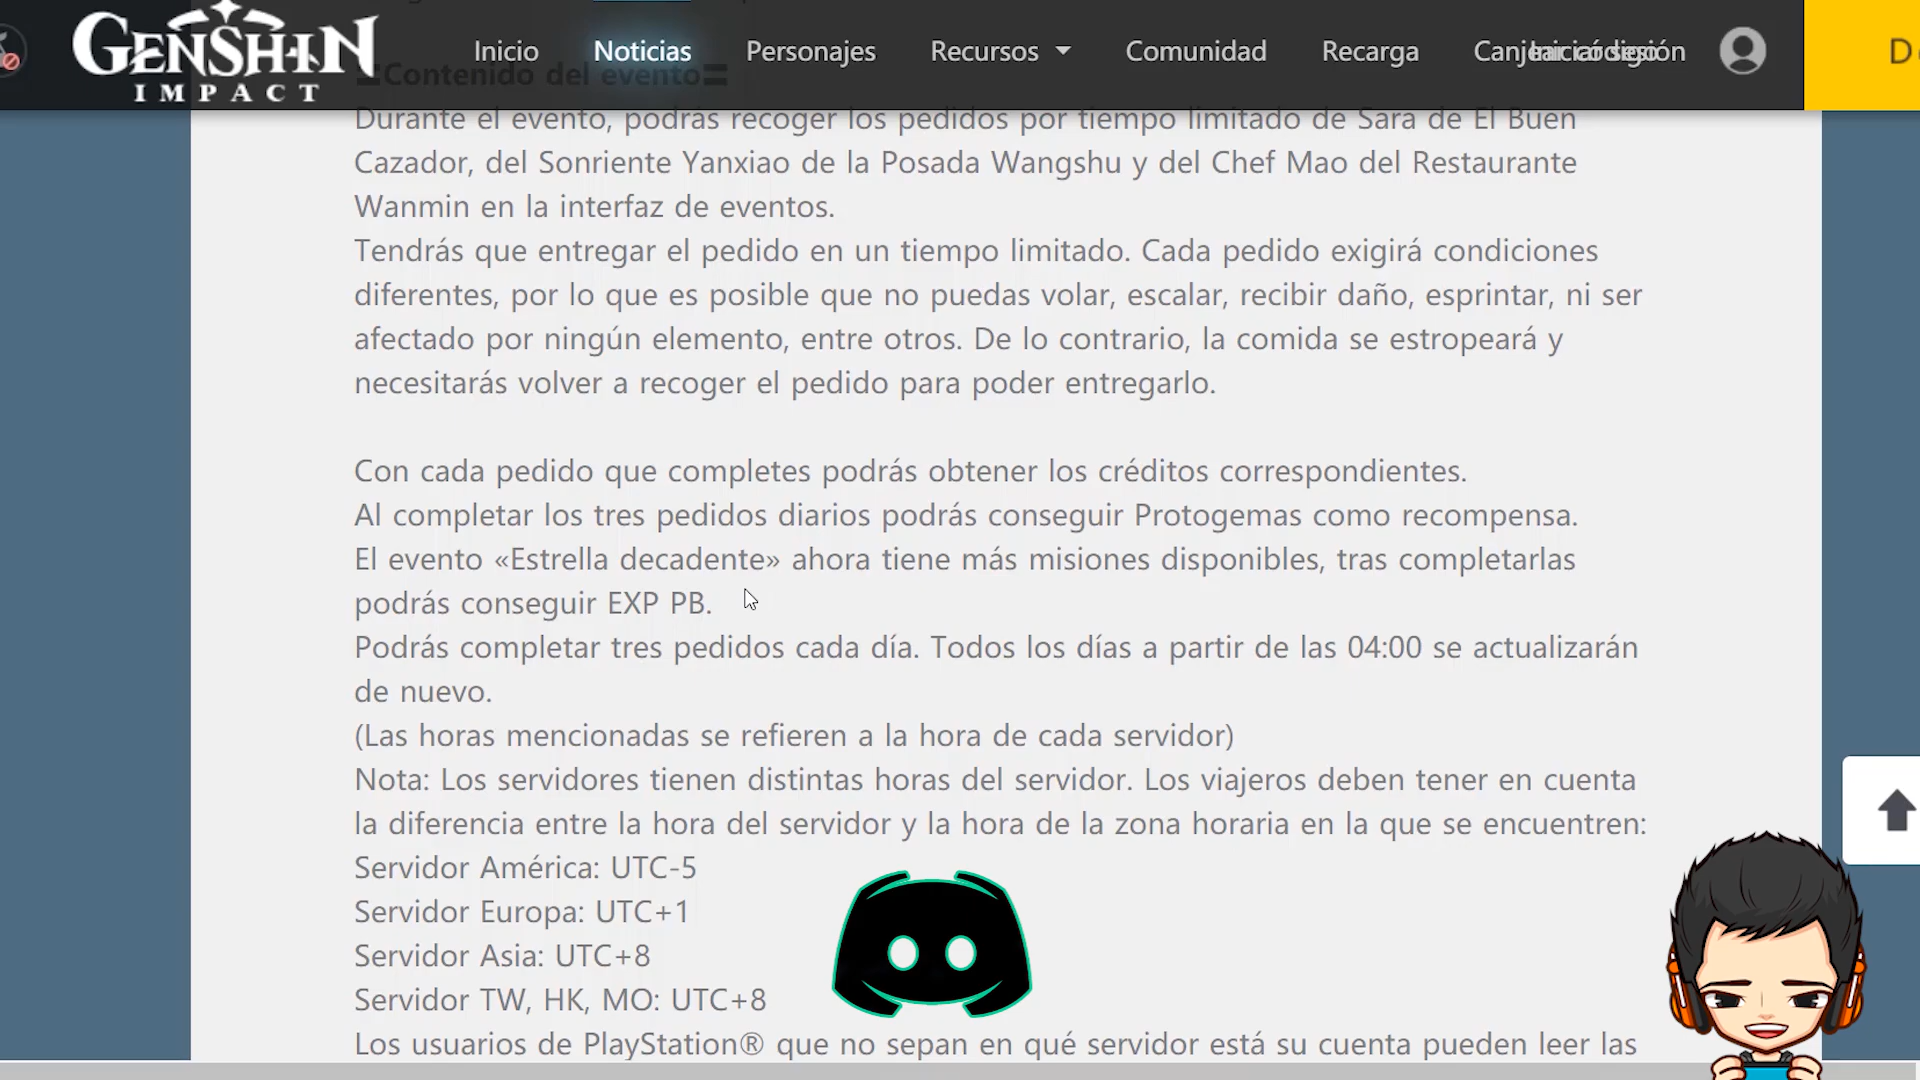 GENSHIN
IMPACT
Inicio
Noticias
Personajes
Recursos
Comunidad
Recarga
Canjear código
Iniciar sesión
D
〓Contenido del evento〓
Durante el evento, podrás recoger los pedidos por tiempo limitado de Sara de El Buen
Cazador, del Sonriente Yanxiao de la Posada Wangshu y del Chef Mao del Restaurante
Wanmin en la interfaz de eventos.
Tendrás que entregar el pedido en un tiempo limitado. Cada pedido exigirá condiciones
diferentes, por lo que es posible que no puedas volar, escalar, recibir daño, esprintar, ni ser
afectado por ningún elemento, entre otros. De lo contrario, la comida se estropeará y
necesitarás volver a recoger el pedido para poder entregarlo.
Con cada pedido que completes podrás obtener los créditos correspondientes.
Al completar los tres pedidos diarios podrás conseguir Protogemas como recompensa.
El evento «Estrella decadente» ahora tiene más misiones disponibles, tras completarlas
podrás conseguir EXP PB.
Podrás completar tres pedidos cada día. Todos los días a partir de las 04:00 se actualizarán
de nuevo.
(Las horas mencionadas se refieren a la hora de cada servidor)
Nota: Los servidores tienen distintas horas del servidor. Los viajeros deben tener en cuenta
la diferencia entre la hora del servidor y la hora de la zona horaria en la que se encuentren:
Servidor América: UTC-5
Servidor Europa: UTC+1
Servidor Asia: UTC+8
Servidor TW, HK, MO: UTC+8
Los usuarios de PlayStation® que no sepan en qué servidor está su cuenta pueden leer las